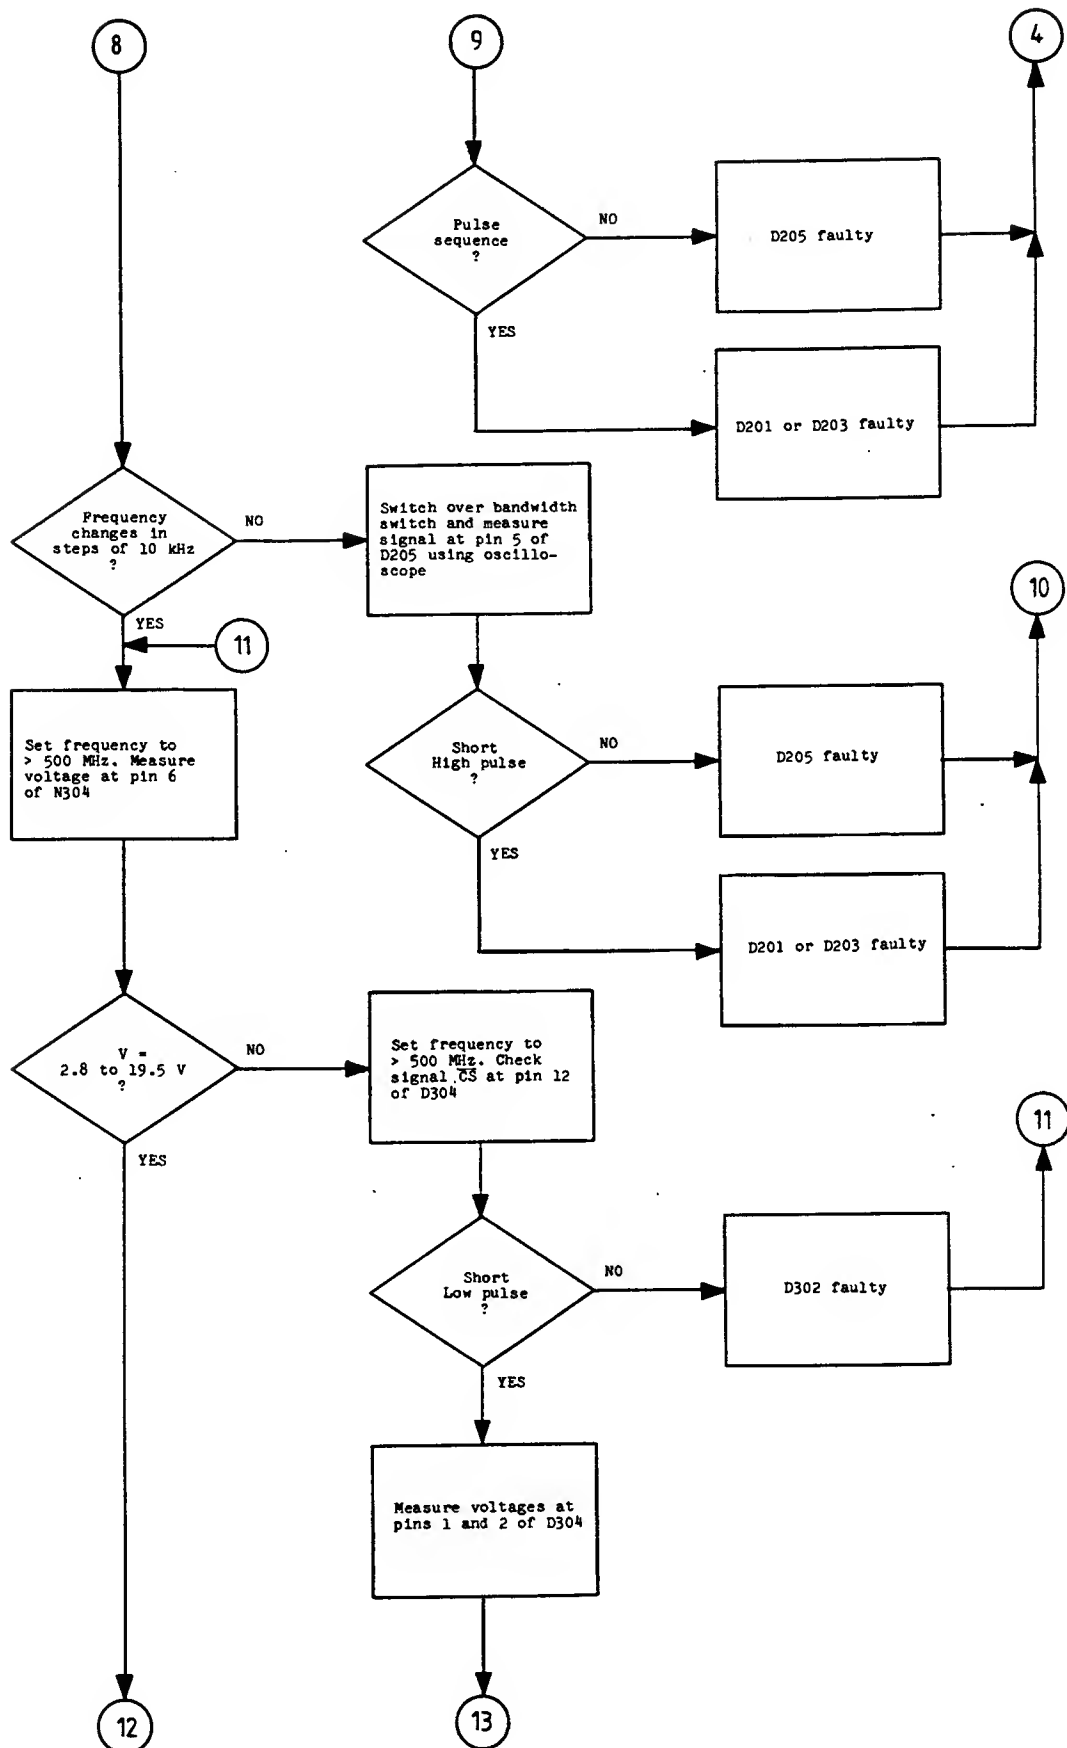 8
9
4
Pulse
sequence
?
NO
D205 faulty
YES
D201 or D203 faulty
Frequency
changes in
steps of 10 kHz
?
NO
Switch over bandwidth
switch and measure
signal at pin 5 of
D205 using oscillo-
scope
YES
11
10
Set frequency to
> 500 MHz. Measure
voltage at pin 6
of N304
Short
High pulse
?
NO
D205 faulty
YES
D201 or D203 faulty
V =
2.8 to 19.5 V
?
NO
Set frequency to
> 500 MHz. Check
signal C̅S̅ at pin 12
of D304
YES
11
Short
Low pulse
?
NO
D302 faulty
YES
Measure voltages at
pins 1 and 2 of D304
12
13